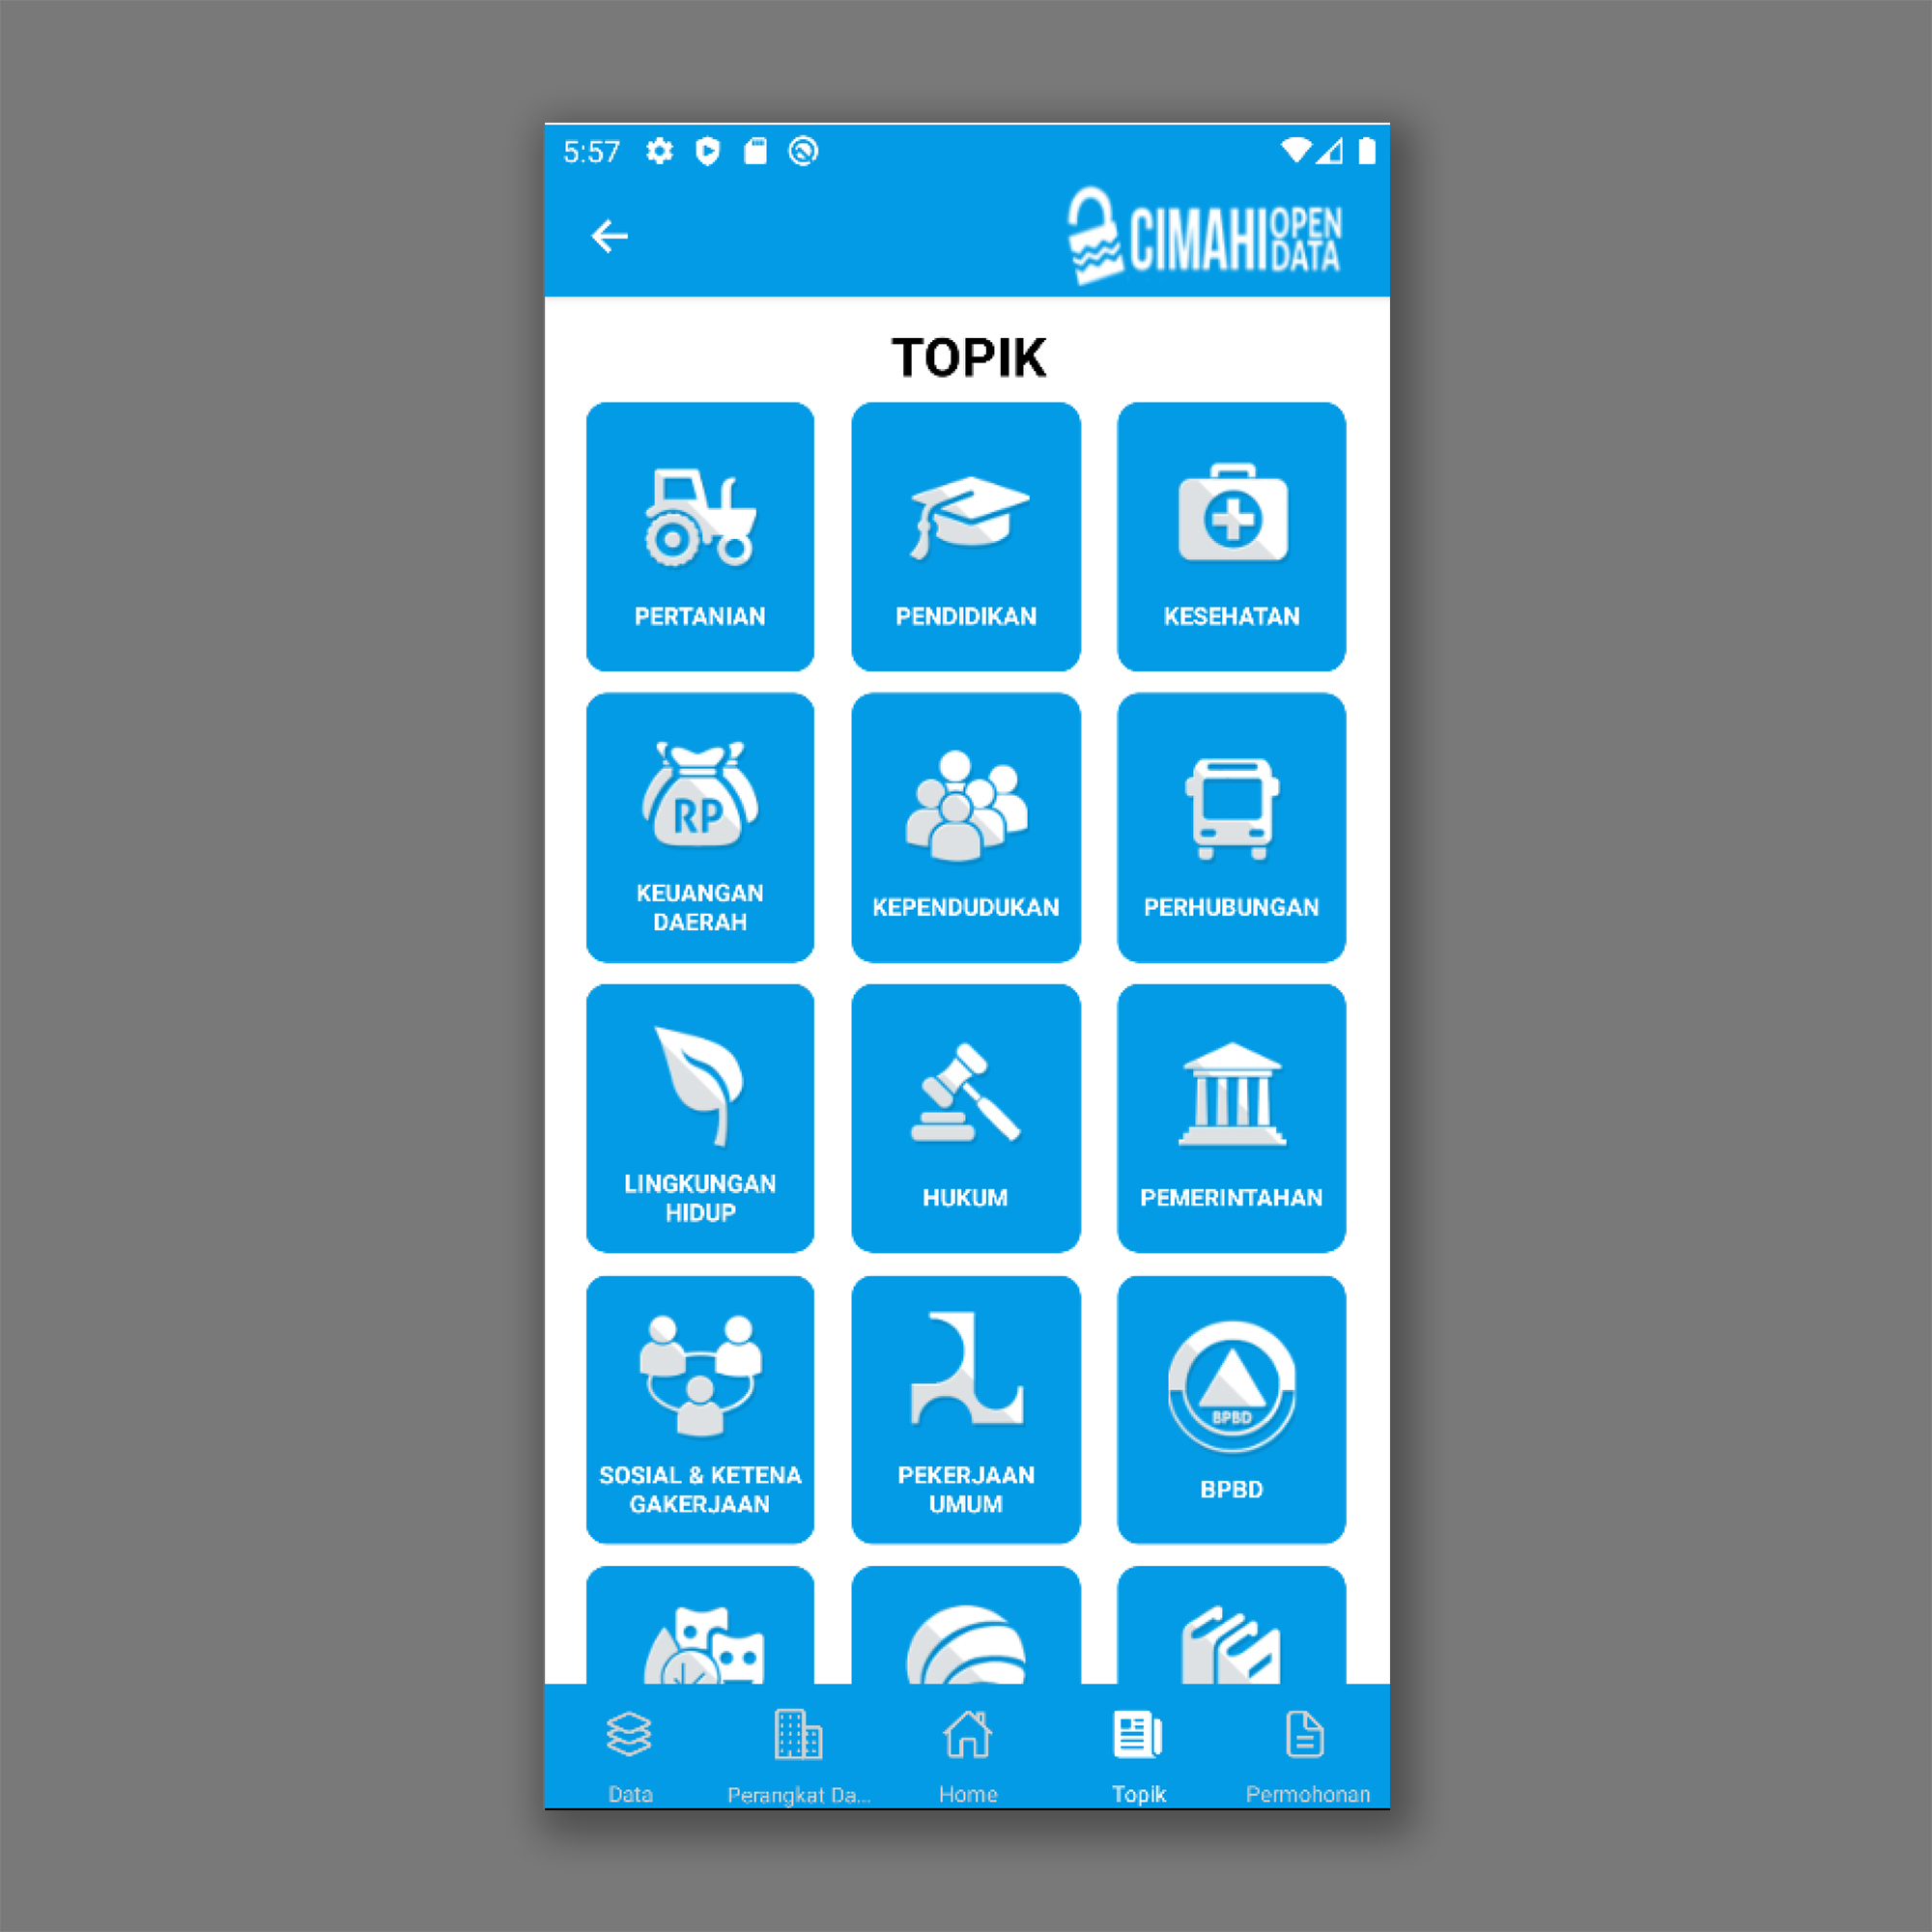 5:57
CIMAHI OPEN DATA
TOPIK
PERTANIAN
PENDIDIKAN
KESEHATAN
RP
KEUANGAN
DAERAH
KEPENDUDUKAN
PERHUBUNGAN
LINGKUNGAN
HIDUP
HUKUM
PEMERINTAHAN
SOSIAL & KETENA
GAKERJAAN
PEKERJAAN
UMUM
BPBD
BPBD
Data
Perangkat Da...
Home
Topik
Permohonan